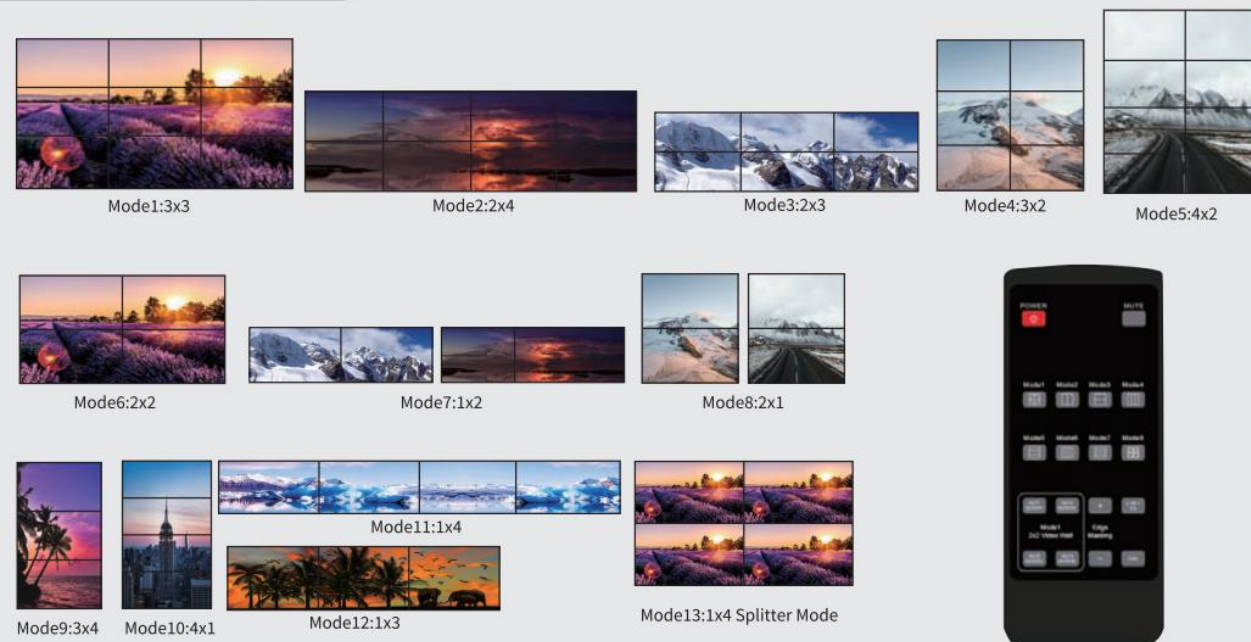 Mode1:3x3
Mode2:2x4
Mode3:2x3
Mode4:3x2
Mode5:4x2
Mode6:2x2
Mode7:1x2
Mode8:2x1
POWER
MUTE
Mode1 Mode2 Mode3 Mode4
Mode5 Mode6 Mode7 Mode8
Mode1
2x2 Video Wall
Edge
Masking
+
−
Mode11:1x4
Mode9:3x4
Mode10:4x1
Mode12:1x3
Mode13:1x4 Splitter Mode